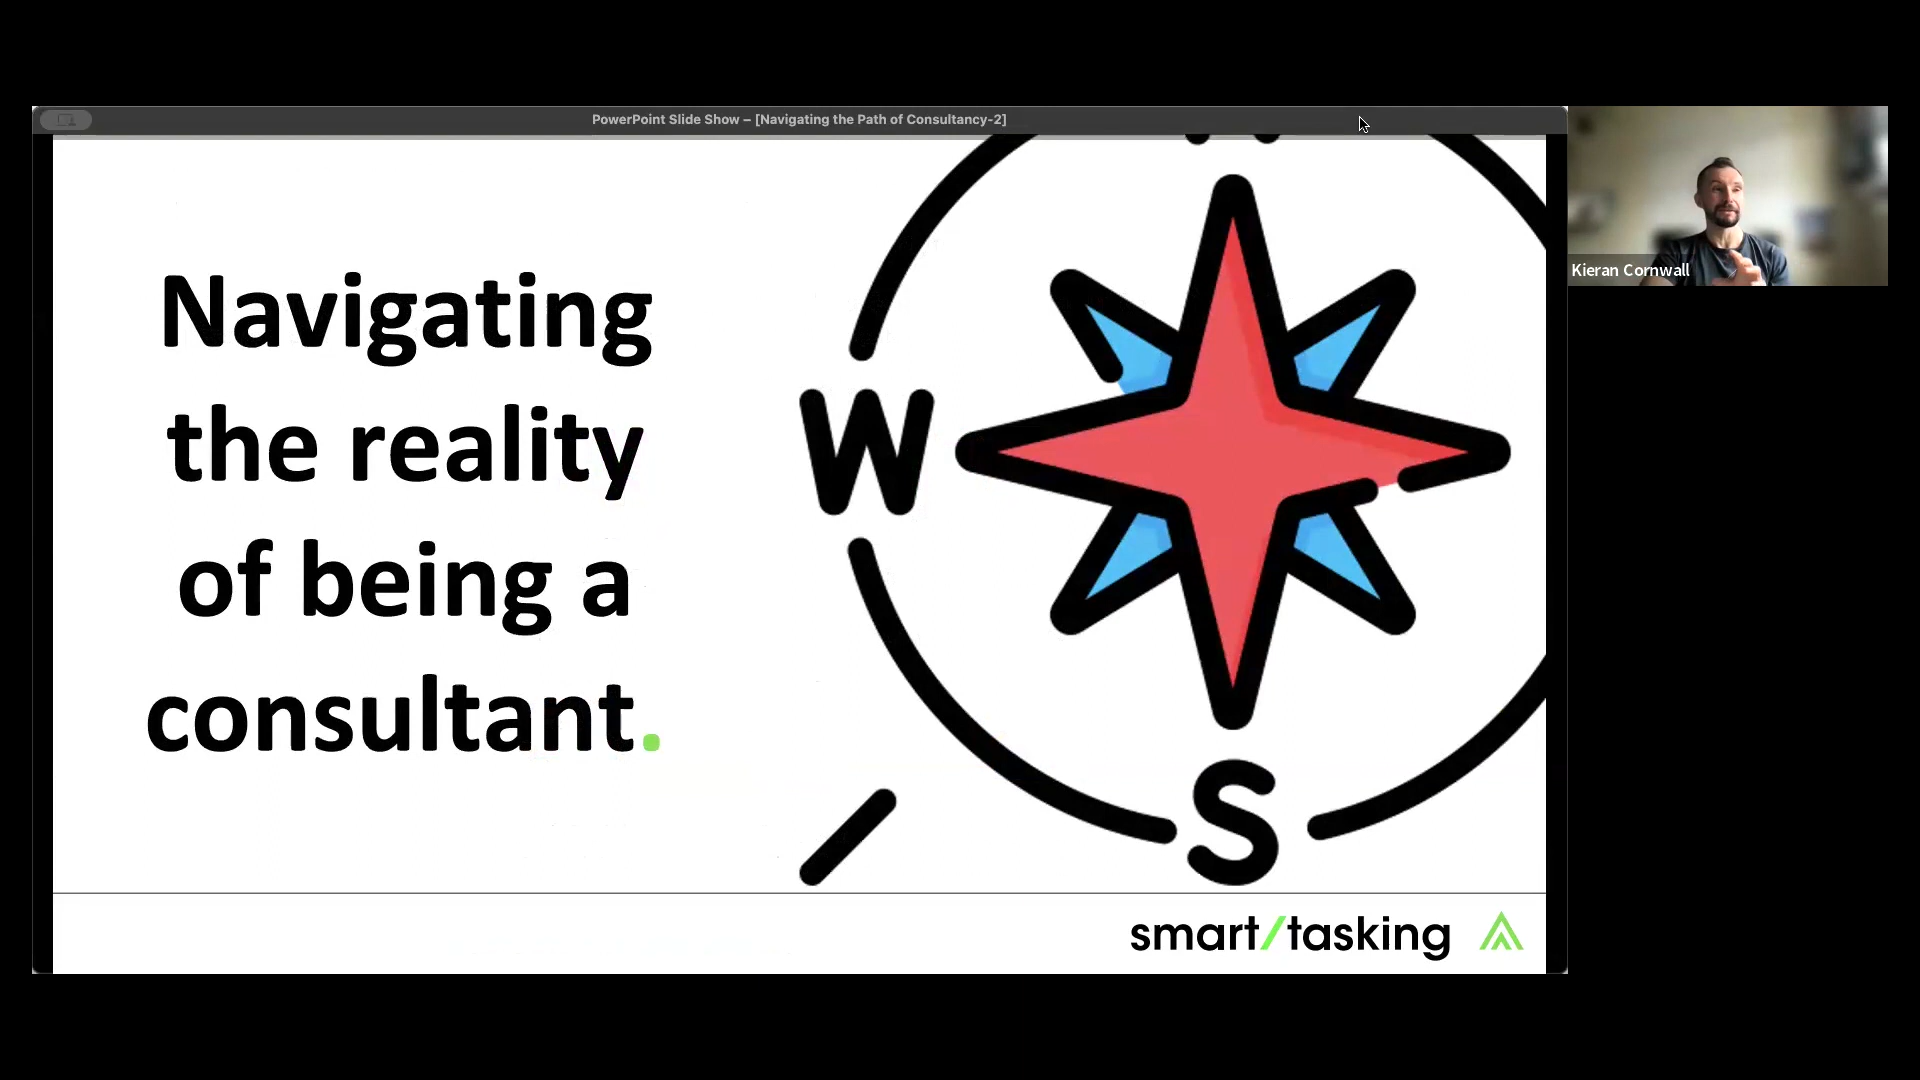 PowerPoint Slide Show – [Navigating the Path of Consultancy-2]
Navigating
the reality
of being a
consultant.
W
S
smart/tasking
Kieran Cornwall